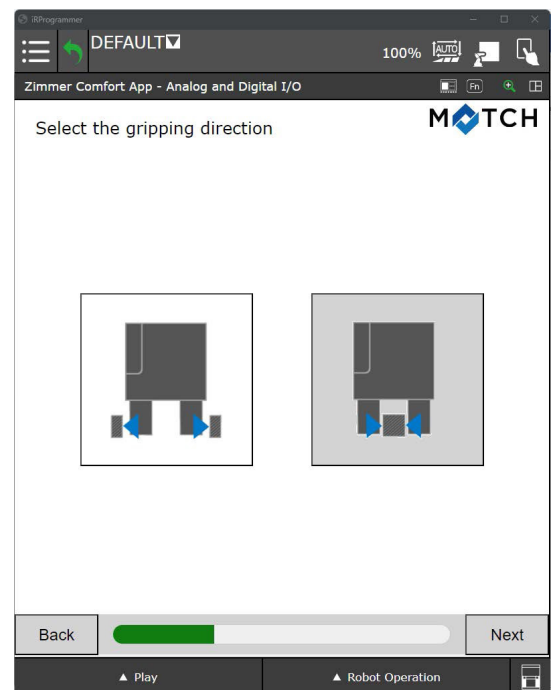 iRProgrammer
DEFAULT
100%
AUTO
Zimmer Comfort App - Analog and Digital I/O
Fn
MATCH
Select the gripping direction
Back
Next
▲ Play
▲ Robot Operation